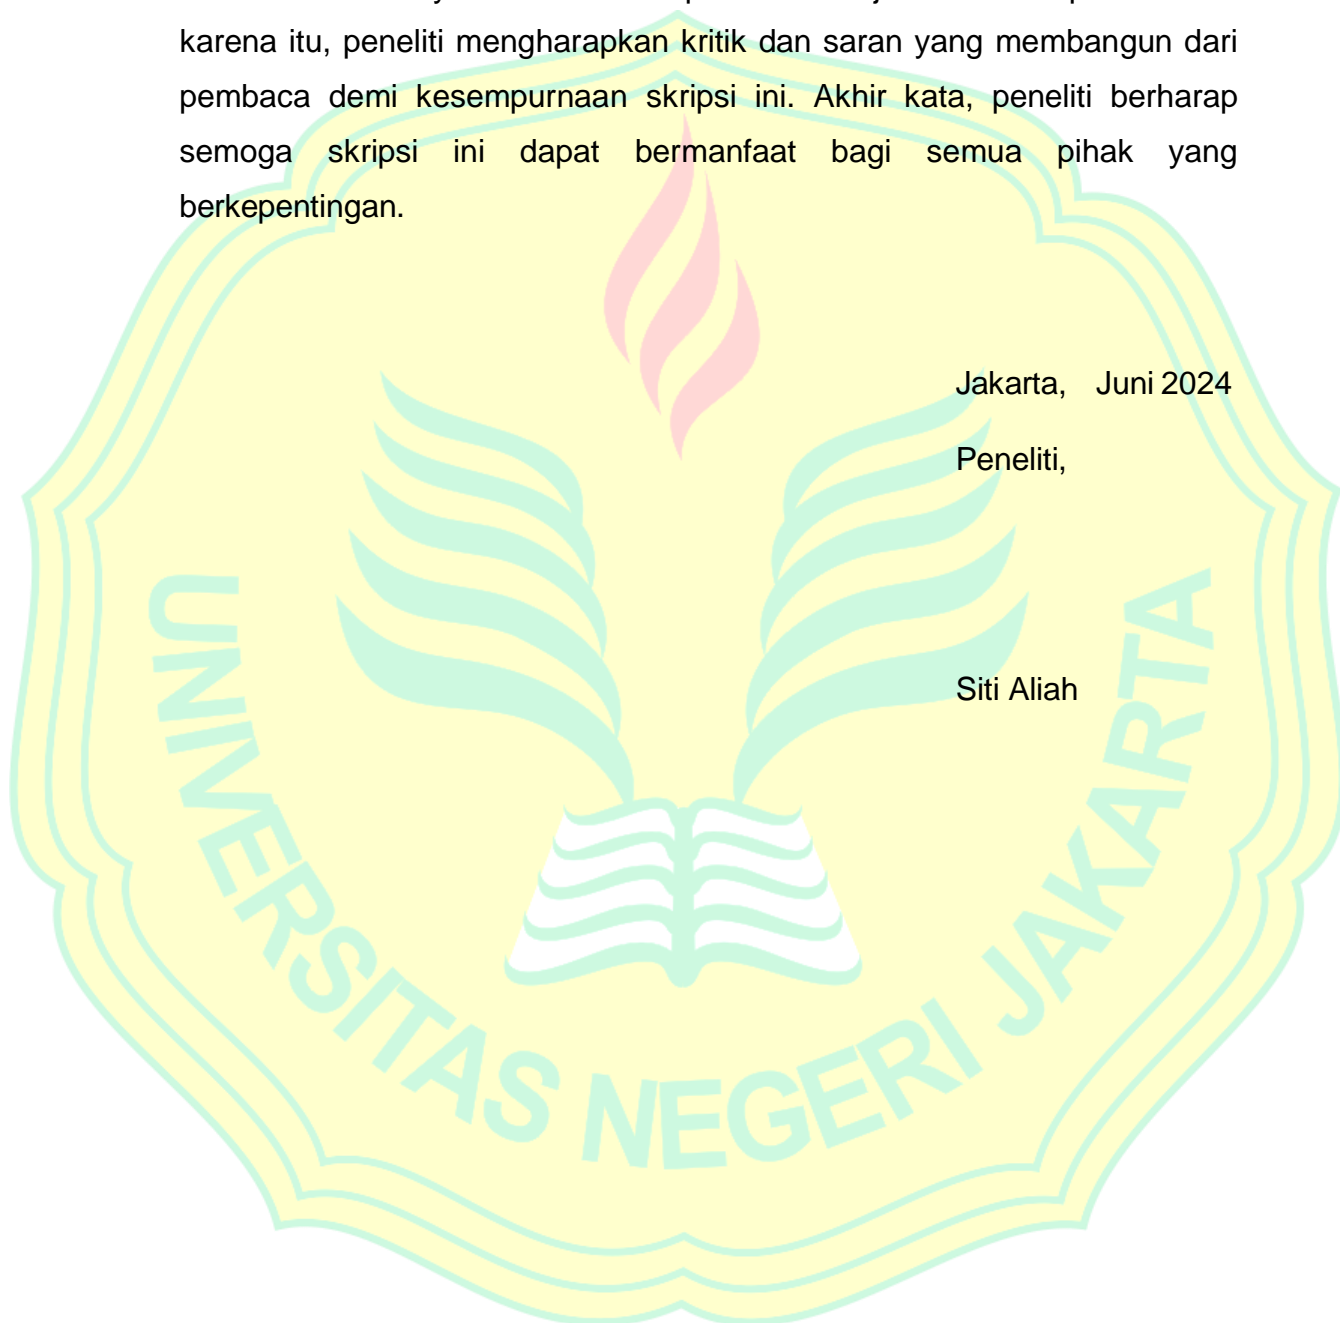 karena itu, peneliti mengharapkan kritik dan saran yang membangun dari
pembaca demi kesempurnaan skripsi ini. Akhir kata, peneliti berharap
semoga skripsi ini dapat bermanfaat bagi semua pihak yang
berkepentingan.
Jakarta, Juni 2024
Peneliti,
Siti Aliah
UNIVERSITAS NEGERI JAKARTA